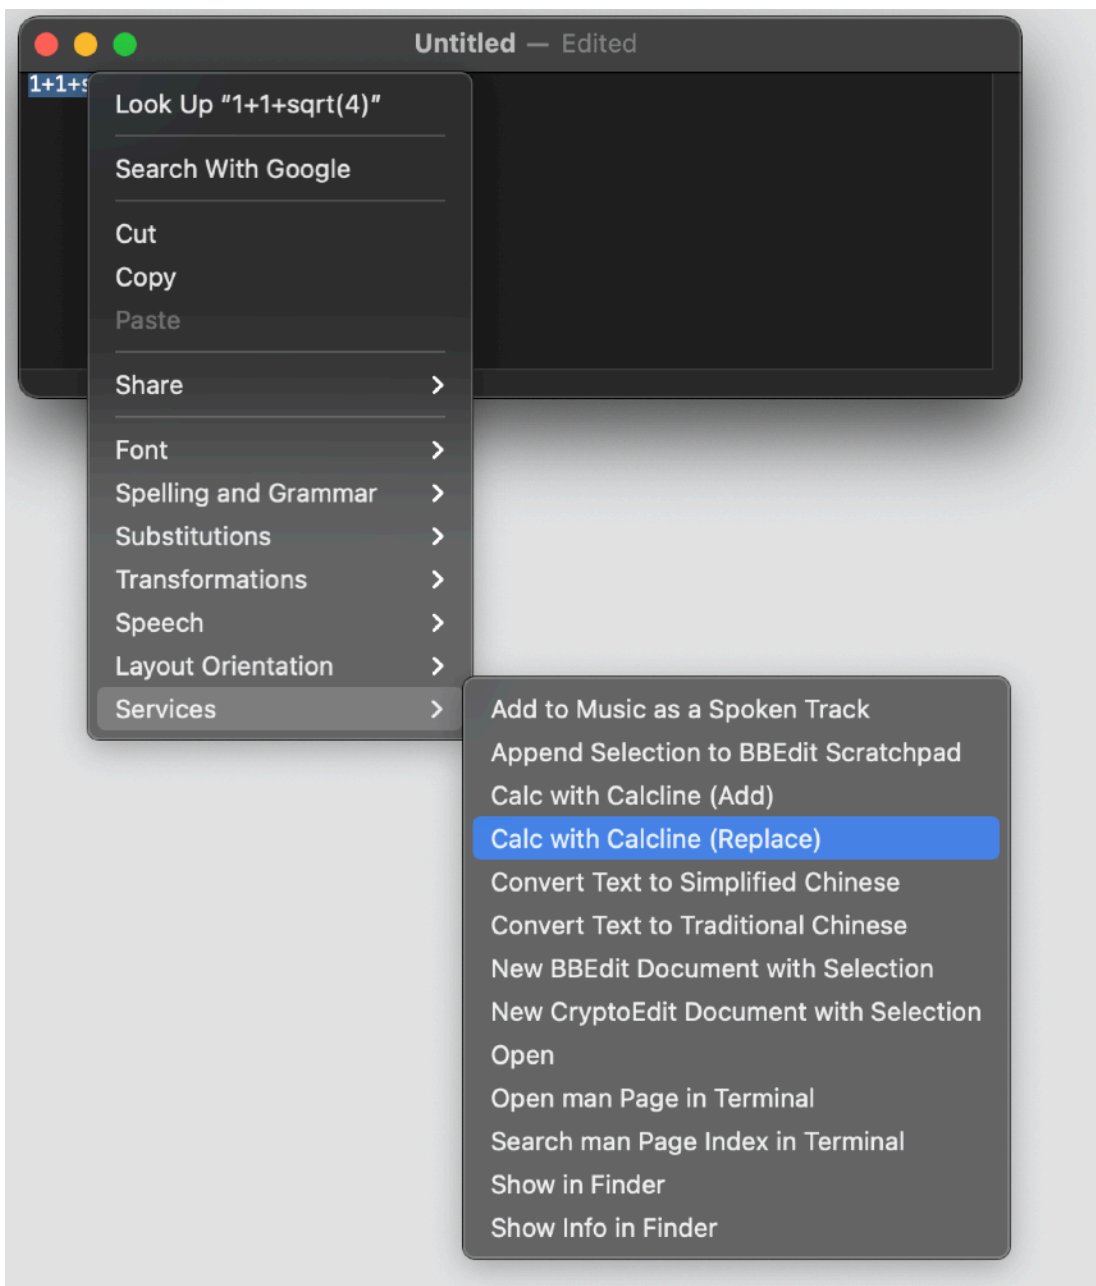 Untitled — Edited
1+1+s
Look Up “1+1+sqrt(4)”
Search With Google
Cut
Copy
Paste
Share
Font
Spelling and Grammar
Substitutions
Transformations
Speech
Layout Orientation
Services
Add to Music as a Spoken Track
Append Selection to BBEdit Scratchpad
Calc with Calcline (Add)
Calc with Calcline (Replace)
Convert Text to Simplified Chinese
Convert Text to Traditional Chinese
New BBEdit Document with Selection
New CryptoEdit Document with Selection
Open
Open man Page in Terminal
Search man Page Index in Terminal
Show in Finder
Show Info in Finder